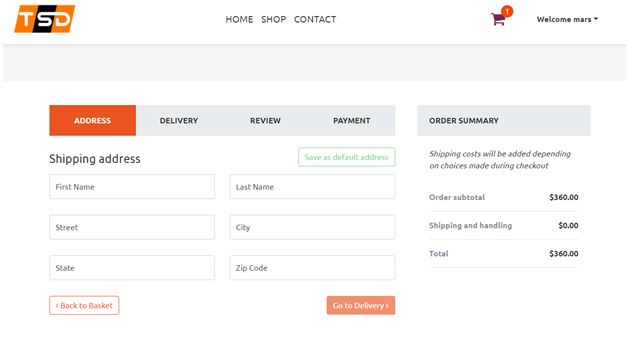 TSD
HOME SHOP CONTACT
1
Welcome mars
ADDRESS DELIVERY REVIEW PAYMENT
ORDER SUMMARY
Shipping address
Save as default address
Shipping costs will be added depending
on choices made during checkout
First Name
Last Name
Order subtotal $360.00
Street
City
Shipping and handling $0.00
Total $360.00
State
Zip Code
‹ Back to Basket
Go to Delivery ›